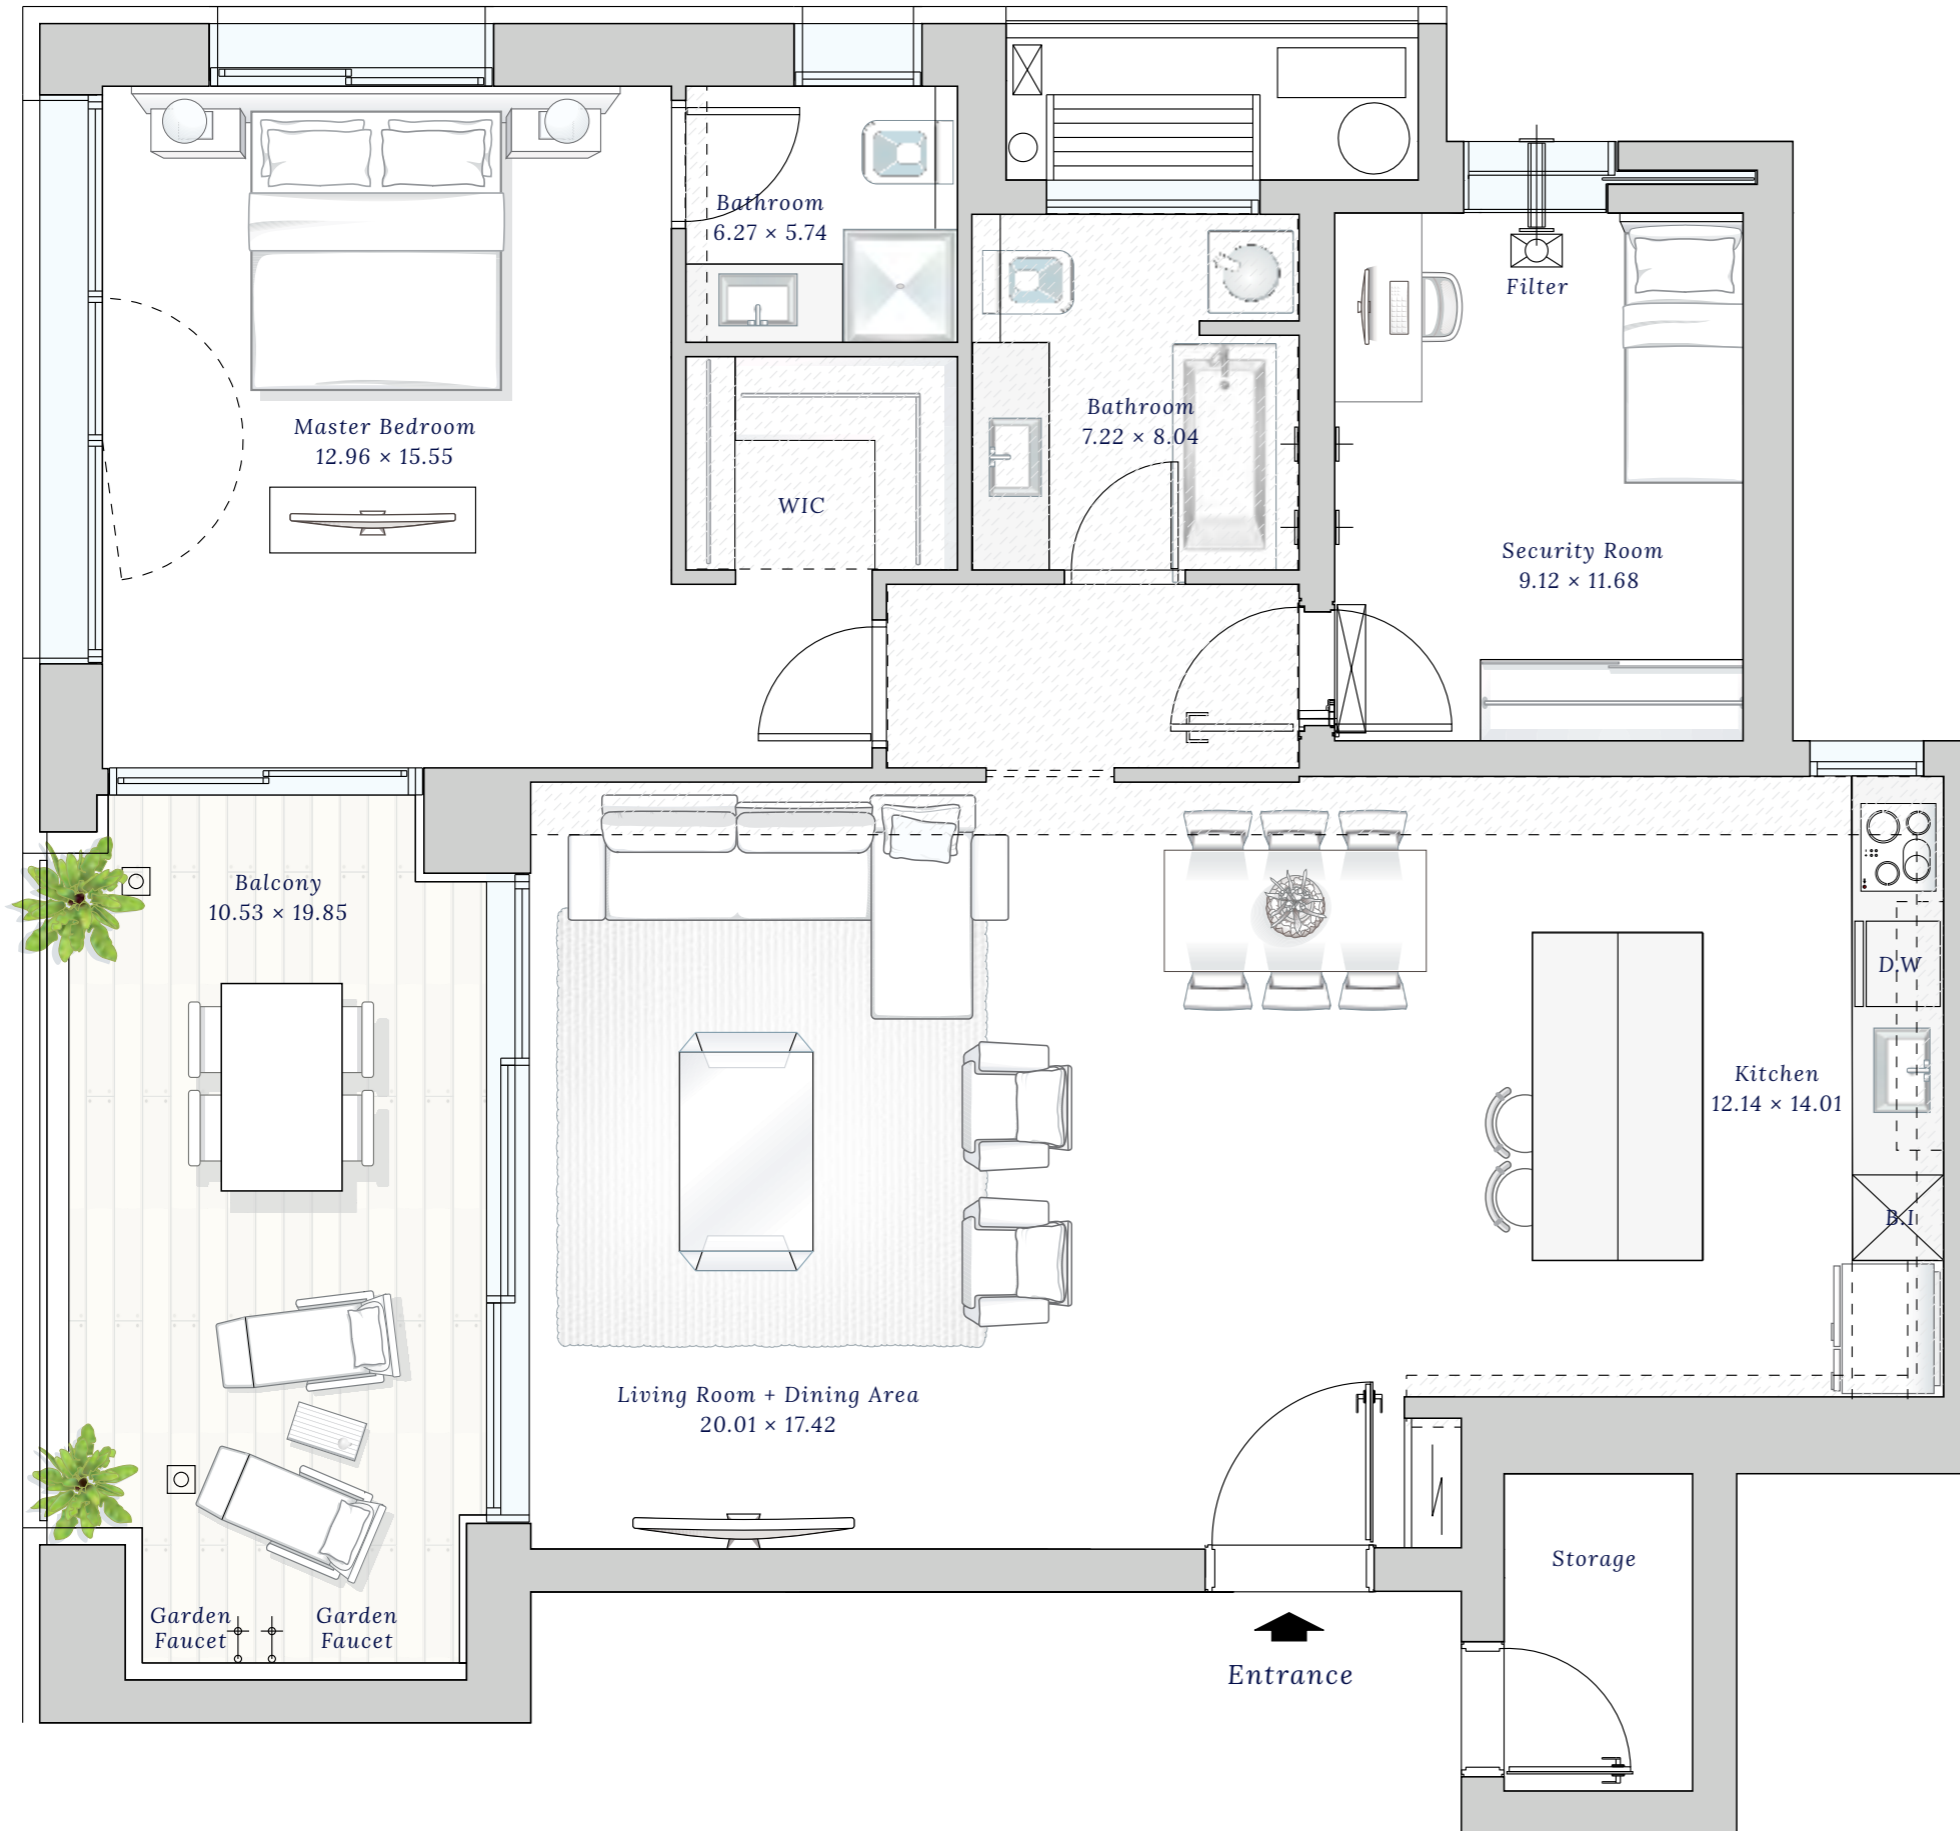 Bathroom
6.27 × 5.74
Filter
Master Bedroom
12.96 × 15.55
Bathroom
7.22 × 8.04
WIC
Security Room
9.12 × 11.68
Balcony
10.53 × 19.85
D.W
Kitchen
12.14 × 14.01
B.I
Living Room + Dining Area
20.01 × 17.42
Storage
Garden
Faucet
Garden
Faucet
Entrance